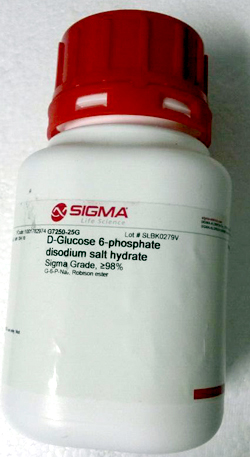 SIGMA®
Life Science
G7250-25G
Lot # SLBK0279V
D-Glucose 6-phosphate
disodium salt hydrate
Sigma Grade, ≥98%
G-6-P-Na₂, Robison ester